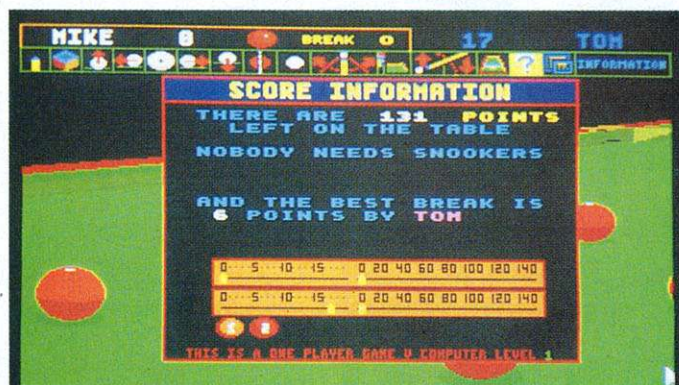 MIKE 8 BREAK 0 17 TOM
? INFORMATION
SCORE INFORMATION
THERE ARE 131 POINTS
LEFT ON THE TABLE
NOBODY NEEDS SNOOKERS
AND THE BEST BREAK IS
6 POINTS BY TOM
0···5···10···15··· 0 20 40 60 80 100 120 140
0···5···10···15··· 0 20 40 60 80 100 120 140
1 2
THIS IS A ONE PLAYER GAME V COMPUTER LEVEL 1